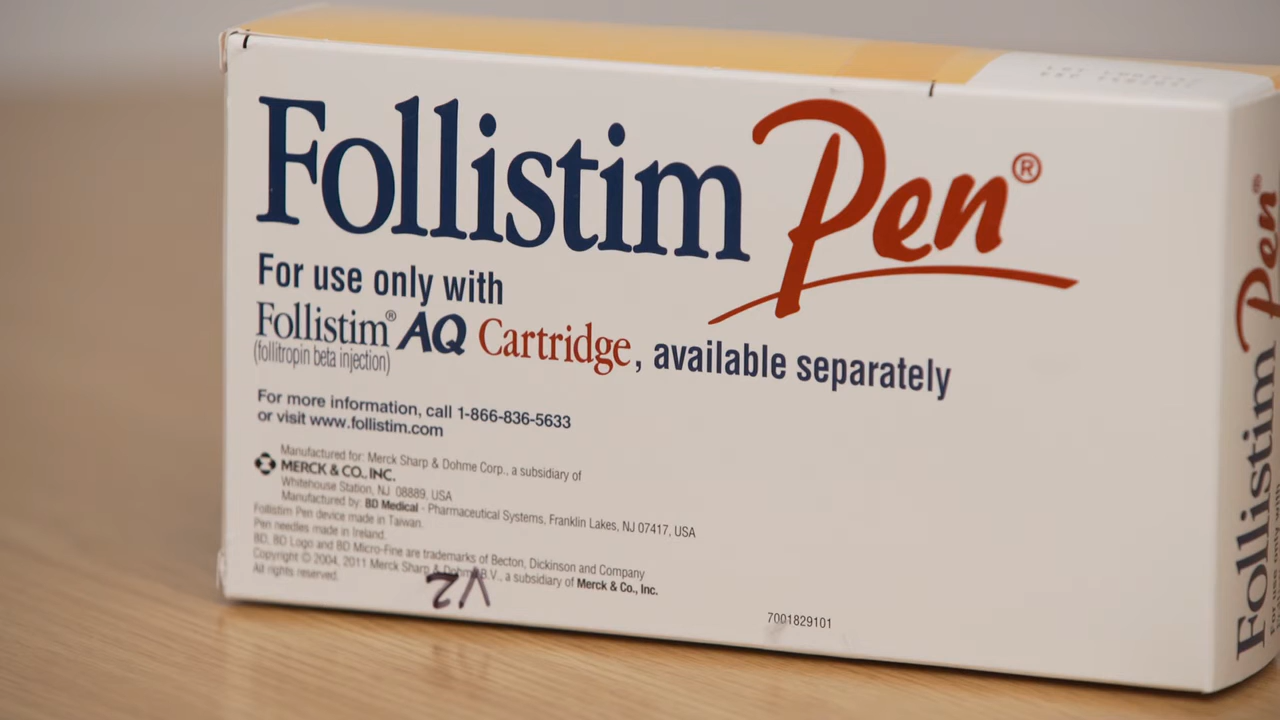 Follistim Pen®
For use only with
Follistim® AQ Cartridge, available separately
(follitropin beta injection)
For more information, call 1-866-836-5633
or visit www.follistim.com
Manufactured for: Merck Sharp & Dohme Corp., a subsidiary of
MERCK & CO., INC.
Whitehouse Station, NJ 08889, USA
Manufactured by: BD Medical - Pharmaceutical Systems, Franklin Lakes, NJ 07417, USA
Follistim Pen device made in Taiwan.
Pen needles made in Ireland.
BD, BD Logo and BD Micro-Fine are trademarks of Becton, Dickinson and Company
Copyright © 2004, 2011 Merck Sharp & Dohme B.V., a subsidiary of Merck & Co., Inc.
All rights reserved.
7001829101
Follistim Pen®
For use only with